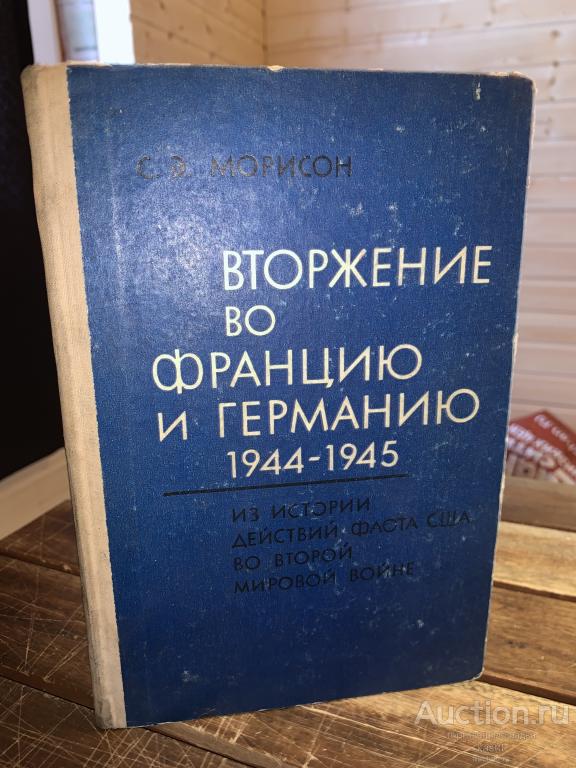 С. Э. МОРИСОН
ВТОРЖЕНИЕ
ВО
ФРАНЦИЮ
И ГЕРМАНИЮ
1944-1945
ИЗ ИСТОРИИ
ДЕЙСТВИЙ ФЛОТА США
ВО ВТОРОЙ
МИРОВОЙ ВОЙНЕ
Auction.ru